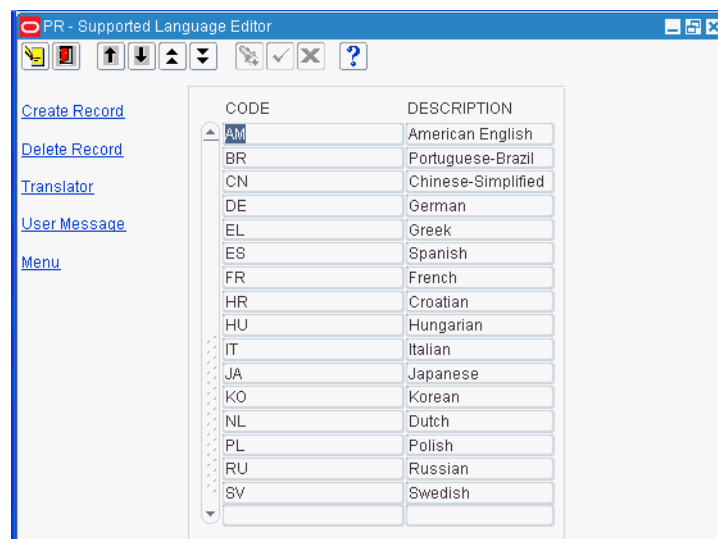 PR - Supported Language Editor
?
Create Record
Delete Record
Translator
User Message
Menu
CODE DESCRIPTION
AM American English
BR Portuguese-Brazil
CN Chinese-Simplified
DE German
EL Greek
ES Spanish
FR French
HR Croatian
HU Hungarian
IT Italian
JA Japanese
KO Korean
NL Dutch
PL Polish
RU Russian
SV Swedish